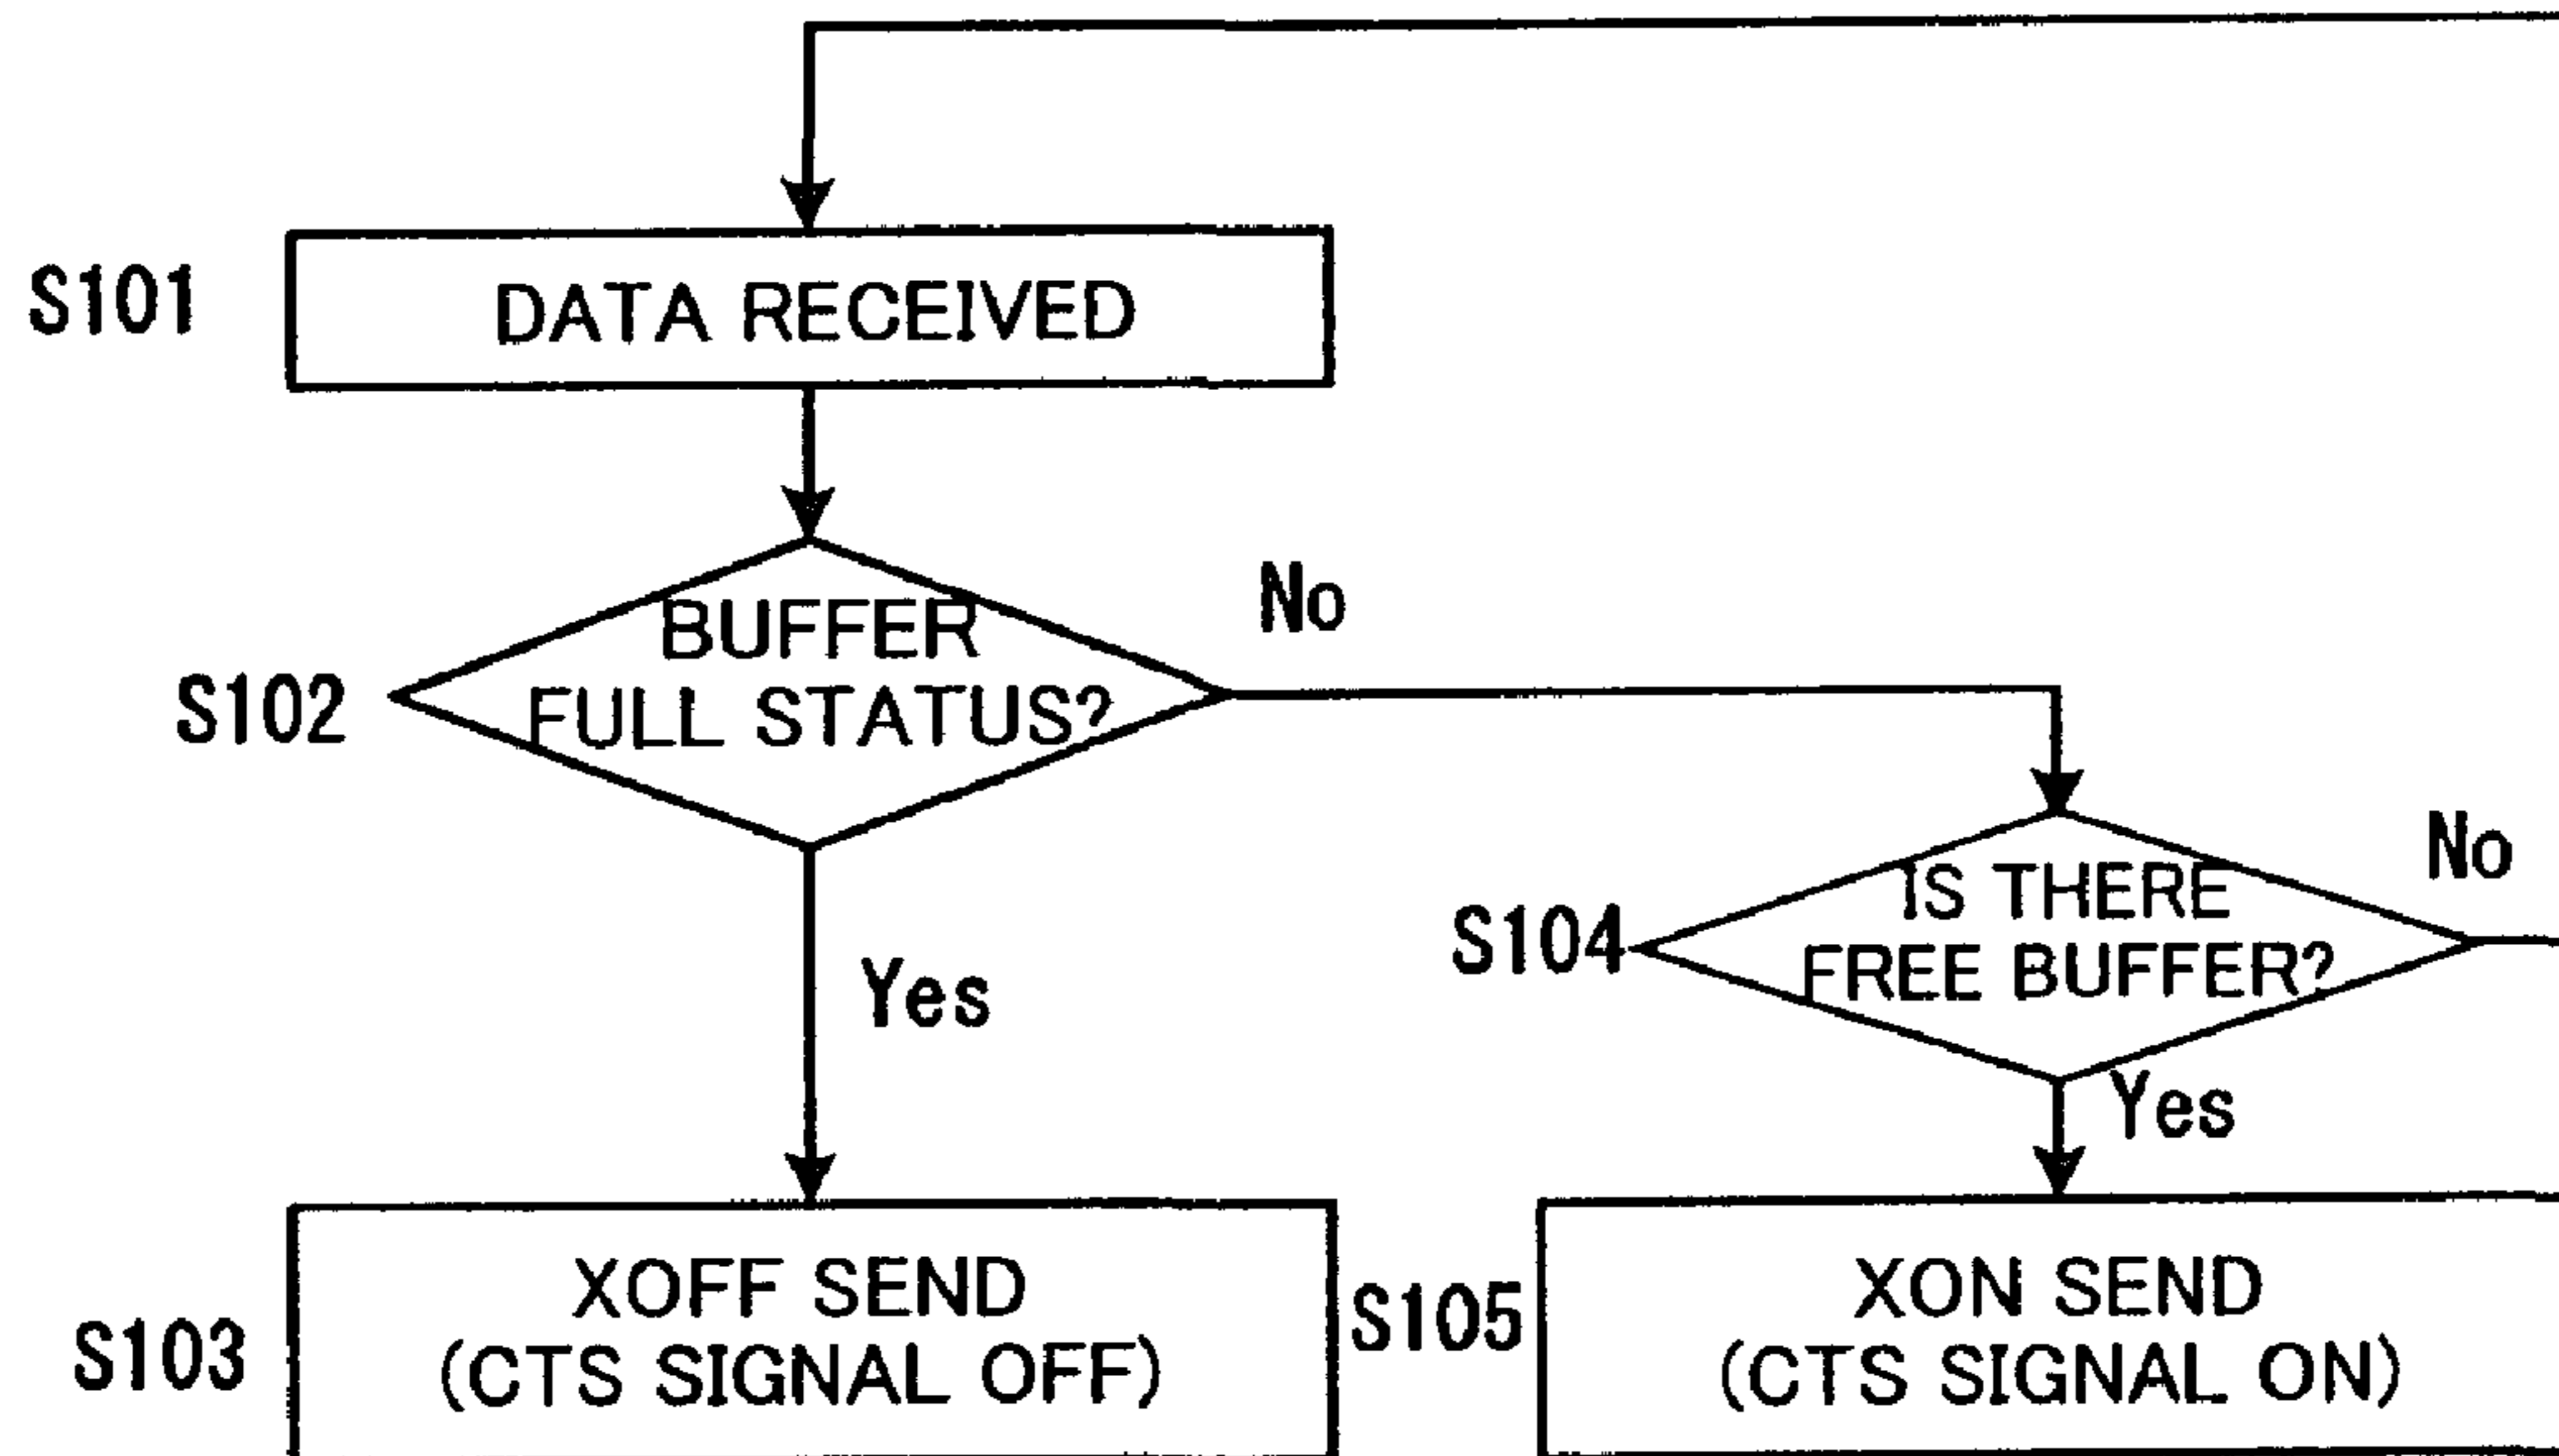 S101
DATA RECEIVED
No
BUFFER
S102
FULL STATUS?
No
IS THERE
S104
FREE BUFFER?
Yes
Yes
XOFF SEND
(CTS SIGNAL OFF)
S103
S105
XON SEND
(CTS SIGNAL ON)